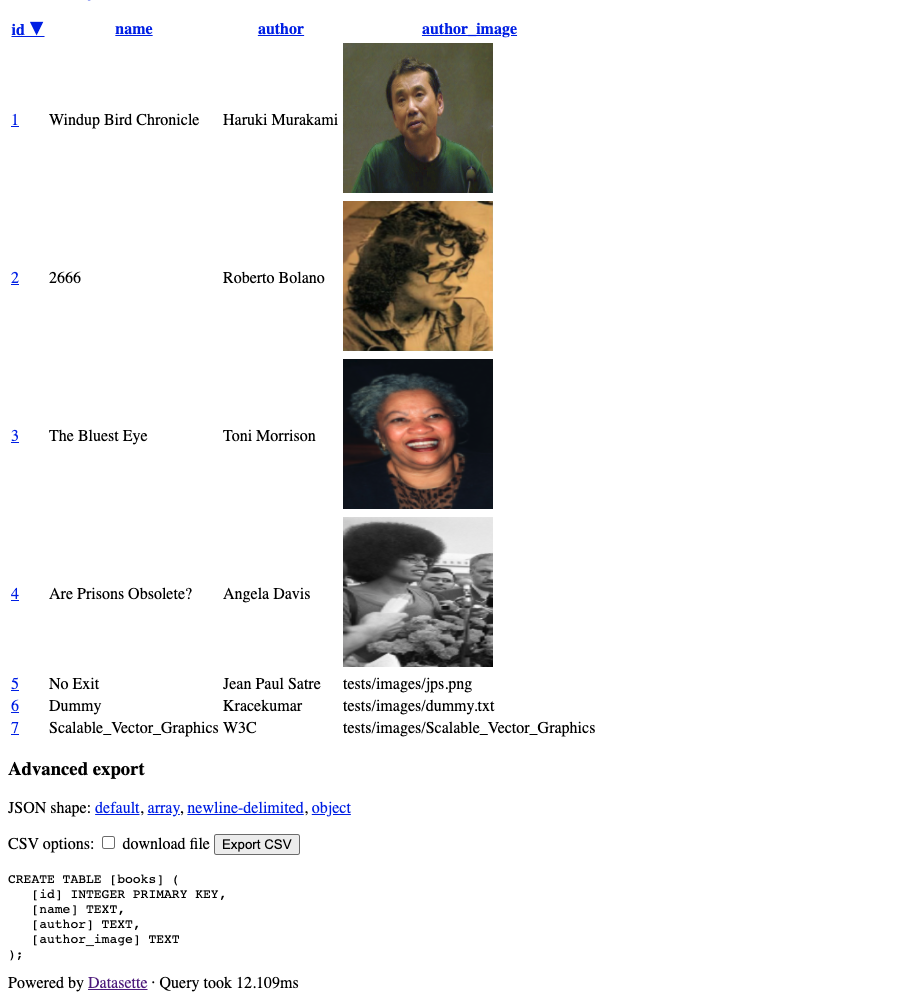 id ▼ name author author_image
1 Windup Bird Chronicle Haruki Murakami
2 2666 Roberto Bolano
3 The Bluest Eye Toni Morrison
4 Are Prisons Obsolete? Angela Davis
5 No Exit Jean Paul Satre tests/images/jps.png
6 Dummy Kracekumar tests/images/dummy.txt
7 Scalable_Vector_Graphics W3C tests/images/Scalable_Vector_Graphics
Advanced export
JSON shape: default, array, newline-delimited, object
CSV options: download file Export CSV
CREATE TABLE [books] (
   [id] INTEGER PRIMARY KEY,
   [name] TEXT,
   [author] TEXT,
   [author_image] TEXT
);
Powered by Datasette · Query took 12.109ms